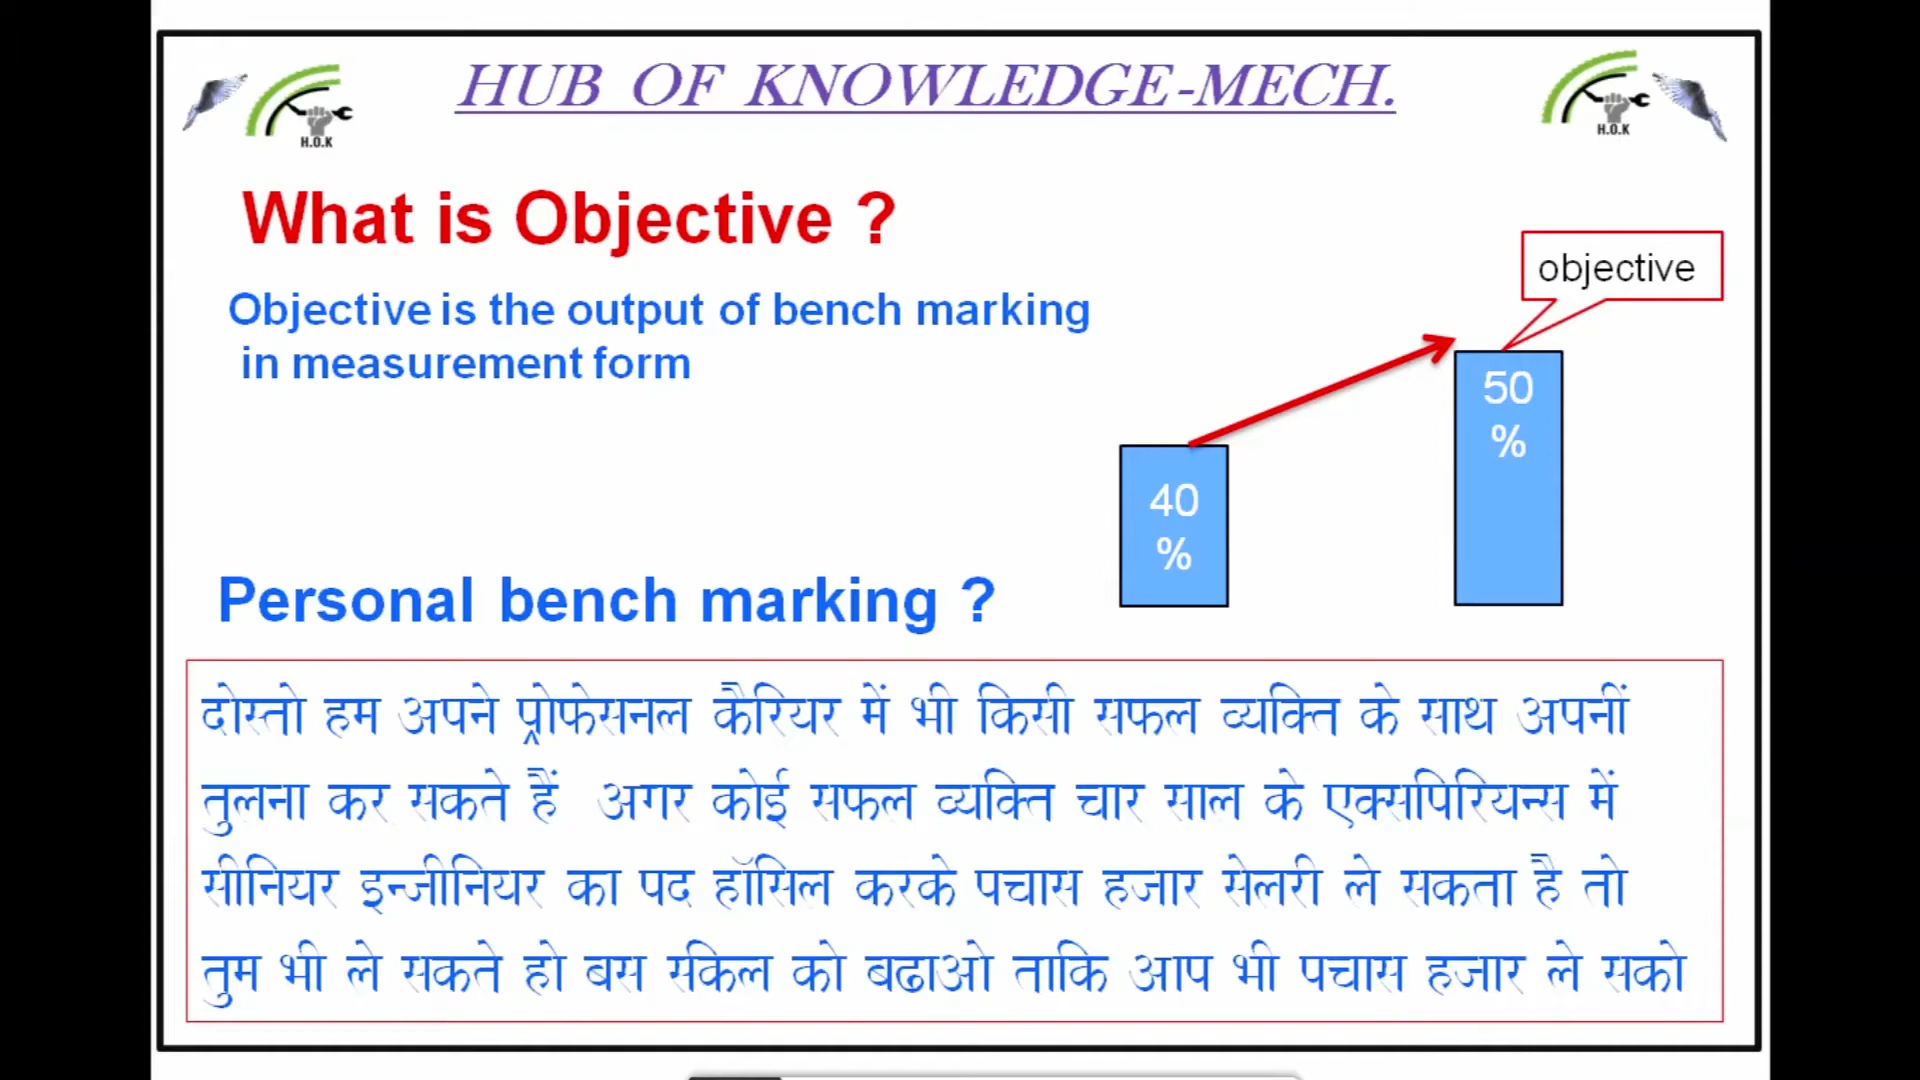 HUB OF KNOWLEDGE-MECH.
H.O.K
H.O.K
What is Objective ?
objective
Objective is the output of bench marking
in measurement form
50
%
40
%
Personal bench marking ?
दोस्तो हम अपने प्रोफेसनल कैरियर में भी किसी सफल व्यक्ति के साथ अपनीं
तुलना कर सकते हैं अगर कोई सफल व्यक्ति चार साल के एक्सपिरियन्स में
सीनियर इन्जीनियर का पद हॉसिल करके पचास हजार सेलरी ले सकता है तो
तुम भी ले सकते हो बस स्किल को बढाओ ताकि आप भी पचास हजार ले सको